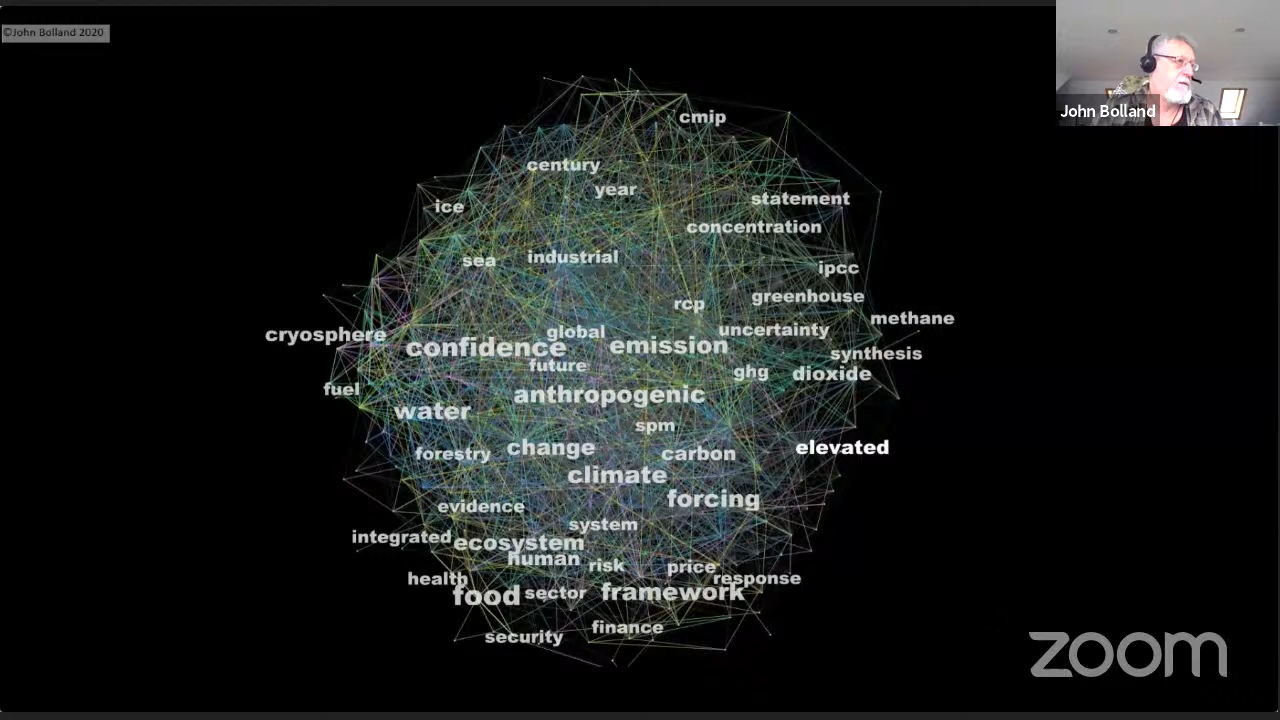 ©John Bolland 2020
John Bolland
cmip
century
year
statement
ice
concentration
sea
industrial
ipcc
greenhouse
rcp
methane
global
uncertainty
cryosphere
confidence
emission
synthesis
future
ghg
dioxide
fuel
anthropogenic
water
spm
change
elevated
forestry
carbon
climate
forcing
evidence
system
integrated
ecosystem
human
risk
price
health
response
food
sector
framework
finance
security
zoom